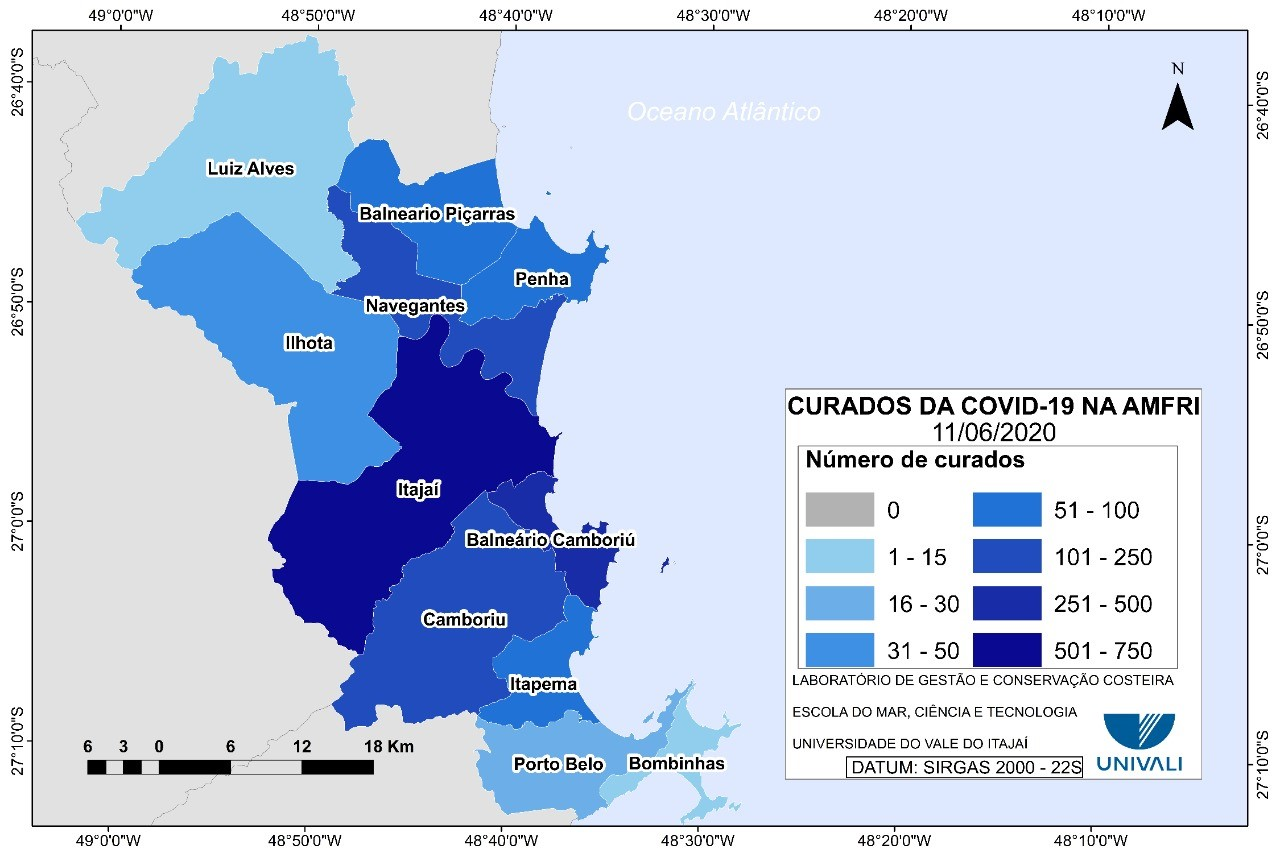 49°0'0"W 48°50'0"W 48°40'0"W 48°30'0"W 48°20'0"W 48°10'0"W
26°40'0"S
26°40'0"S
N
Oceano Atlântico
Luiz Alves
Balneario Piçarras
Penha
Navegantes
26°50'0"S
26°50'0"S
Ilhota
CURADOS DA COVID-19 NA AMFRI
11/06/2020
Número de curados
0
1 - 15
16 - 30
31 - 50
51 - 100
101 - 250
251 - 500
501 - 750
Itajaí
27°0'0"S
27°0'0"S
Balneário Camboriú
Camboriu
Itapema
LABORATÓRIO DE GESTÃO E CONSERVAÇÃO COSTEIRA
ESCOLA DO MAR, CIÊNCIA E TECNOLOGIA
UNIVERSIDADE DO VALE DO ITAJAÍ
DATUM: SIRGAS 2000 - 22S
UNIVALI
27°10'0"S
27°10'0"S
6 3 0 6 12 18 Km
Porto Belo
Bombinhas
49°0'0"W 48°50'0"W 48°40'0"W 48°30'0"W 48°20'0"W 48°10'0"W